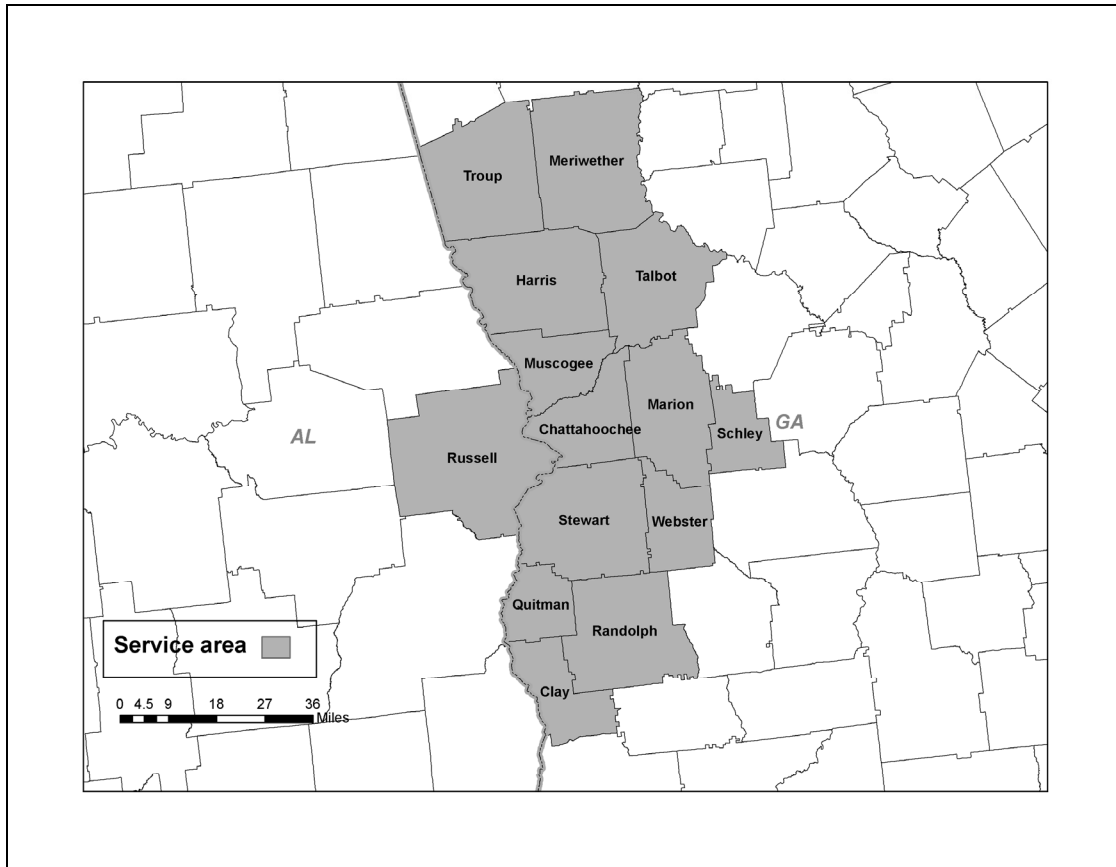 Meriwether
Troup
Harris
Talbot
Muscogee
Marion
Chattahoochee
Schley
GA
AL
Russell
Stewart
Webster
Quitman
Randolph
Service area
Clay
0 4.5 9 18 27 36
Miles